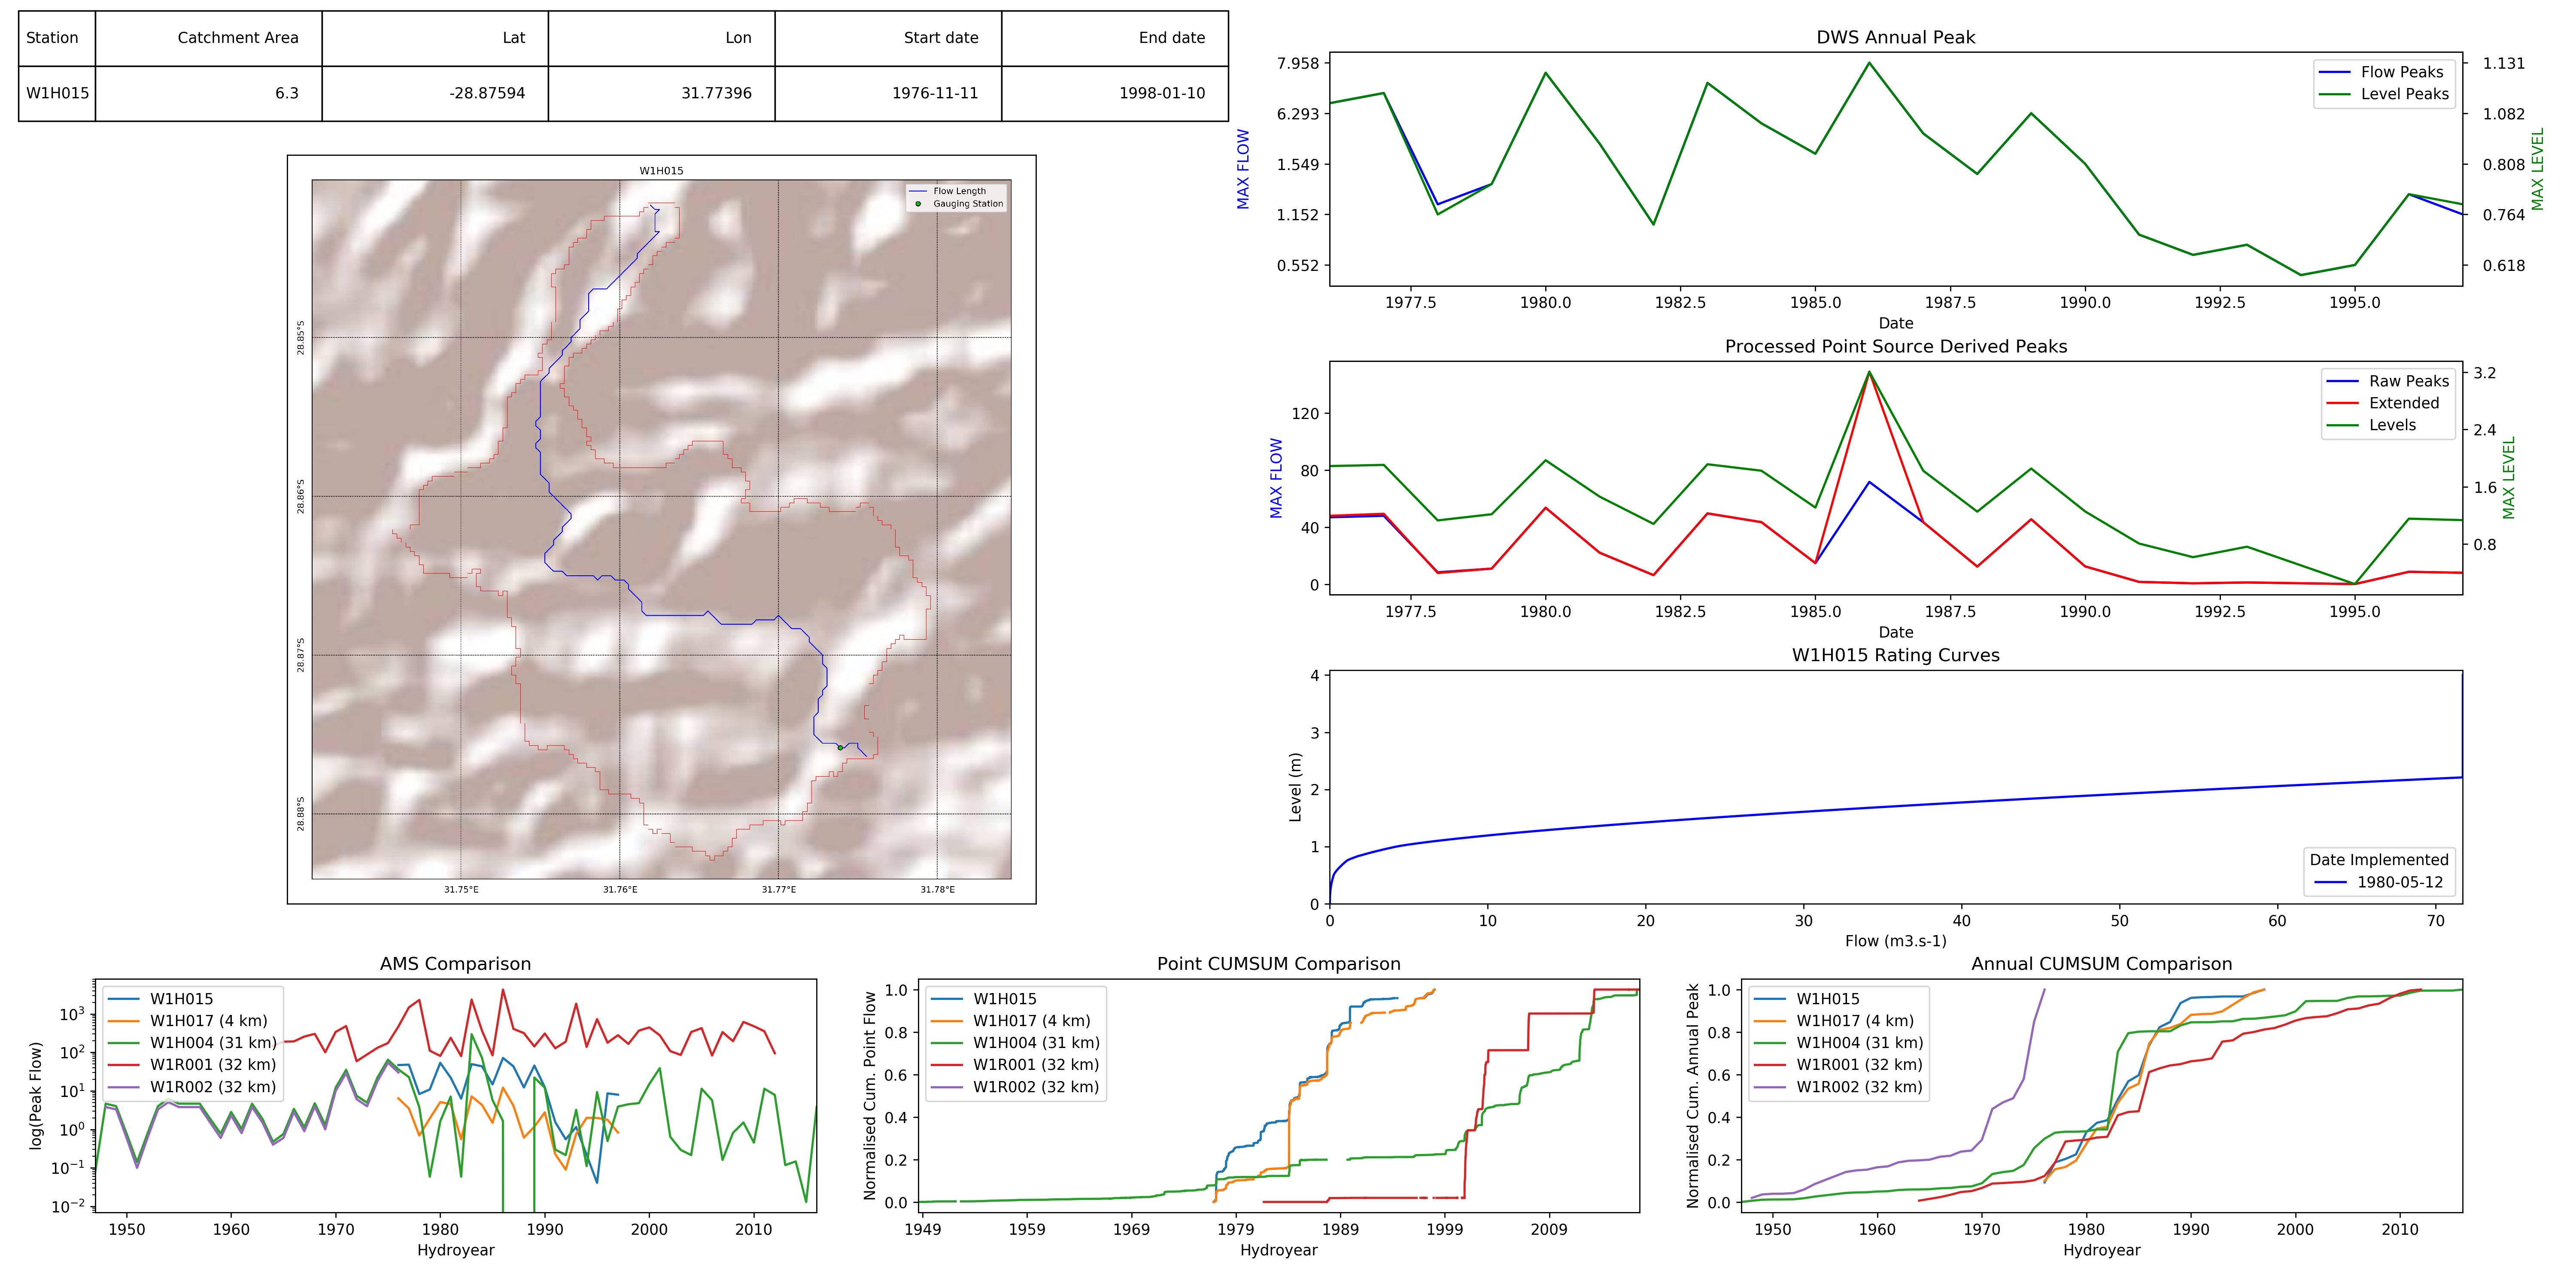 Station Catchment Area Lat Lon Start date End date
W1H015 6.3 -28.87594 31.77396 1976-11-11 1998-01-10
W1H015
Flow Length
Gauging Station
28.85°S
28.86°S
28.87°S
28.88°S
31.75°E 31.76°E 31.77°E 31.78°E
DWS Annual Peak
MAX FLOW
7.958
6.293
1.549
1.152
0.552
Flow Peaks
Level Peaks
1.131
1.082
0.808
0.764
0.618
MAX LEVEL
1977.5 1980.0 1982.5 1985.0 1987.5 1990.0 1992.5 1995.0
Date
Processed Point Source Derived Peaks
MAX FLOW
120
80
40
0
Raw Peaks
Extended
Levels
3.2
2.4
1.6
0.8
MAX LEVEL
1977.5 1980.0 1982.5 1985.0 1987.5 1990.0 1992.5 1995.0
Date
W1H015 Rating Curves
Level (m)
4
3
2
1
0
Date Implemented
1980-05-12
0 10 20 30 40 50 60 70
Flow (m3.s-1)
AMS Comparison
log(Peak Flow)
10³
10²
10¹
10⁰
10⁻¹
10⁻²
W1H015
W1H017 (4 km)
W1H004 (31 km)
W1R001 (32 km)
W1R002 (32 km)
1950 1960 1970 1980 1990 2000 2010
Hydroyear
Point CUMSUM Comparison
Normalised Cum. Point Flow
1.0
0.8
0.6
0.4
0.2
0.0
W1H015
W1H017 (4 km)
W1H004 (31 km)
W1R001 (32 km)
W1R002 (32 km)
1949 1959 1969 1979 1989 1999 2009
Hydroyear
Annual CUMSUM Comparison
Normalised Cum. Annual Peak
1.0
0.8
0.6
0.4
0.2
0.0
W1H015
W1H017 (4 km)
W1H004 (31 km)
W1R001 (32 km)
W1R002 (32 km)
1950 1960 1970 1980 1990 2000 2010
Hydroyear